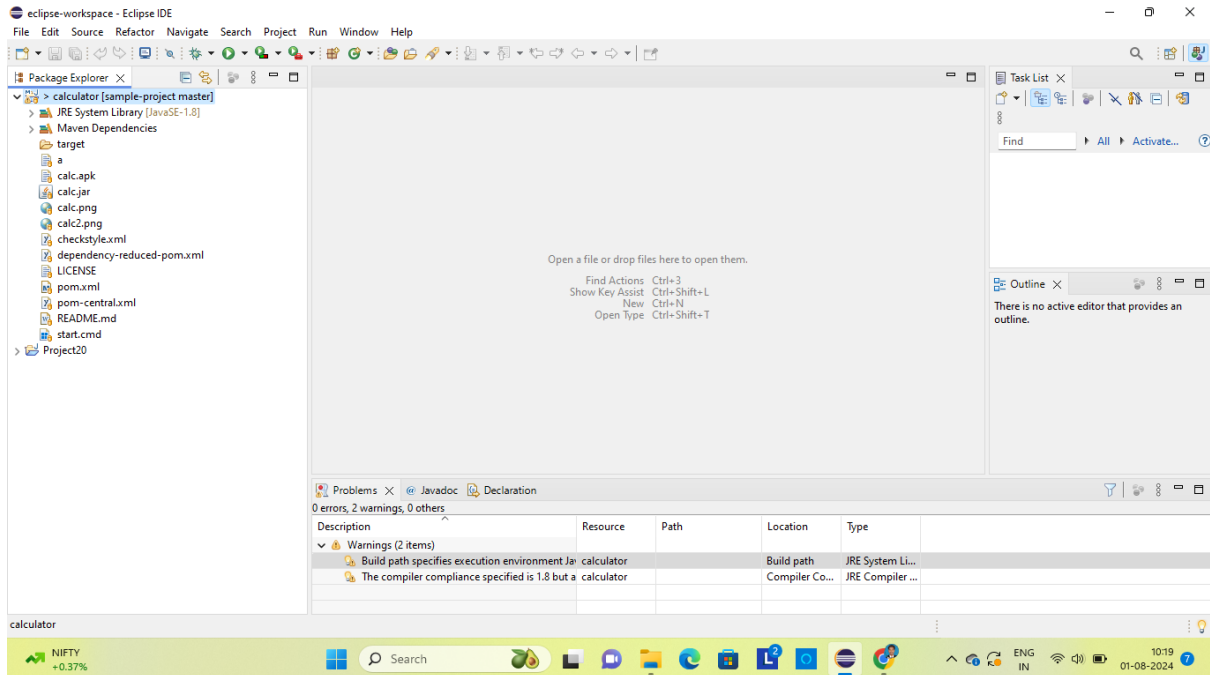 eclipse-workspace - Eclipse IDE
File Edit Source Refactor Navigate Search Project Run Window Help
Package Explorer
> calculator [sample-project master]
JRE System Library [JavaSE-1.8]
Maven Dependencies
target
a
calc.apk
calc.jar
calc.png
calc2.png
checkstyle.xml
dependency-reduced-pom.xml
LICENSE
pom.xml
pom-central.xml
README.md
start.cmd
Project20
Open a file or drop files here to open them.
Find Actions Ctrl+3
Show Key Assist Ctrl+Shift+L
New Ctrl+N
Open Type Ctrl+Shift+T
Task List
Find All Activate...
Outline
There is no active editor that provides an
outline.
Problems @ Javadoc Declaration
0 errors, 2 warnings, 0 others
Description Resource Path Location Type
Warnings (2 items)
Build path specifies execution environment Ja calculator Build path JRE System Li...
The compiler compliance specified is 1.8 but a calculator Compiler Co... JRE Compiler ...
calculator
NIFTY
+0.37%
Search
ENG
IN
10:19
01-08-2024
7